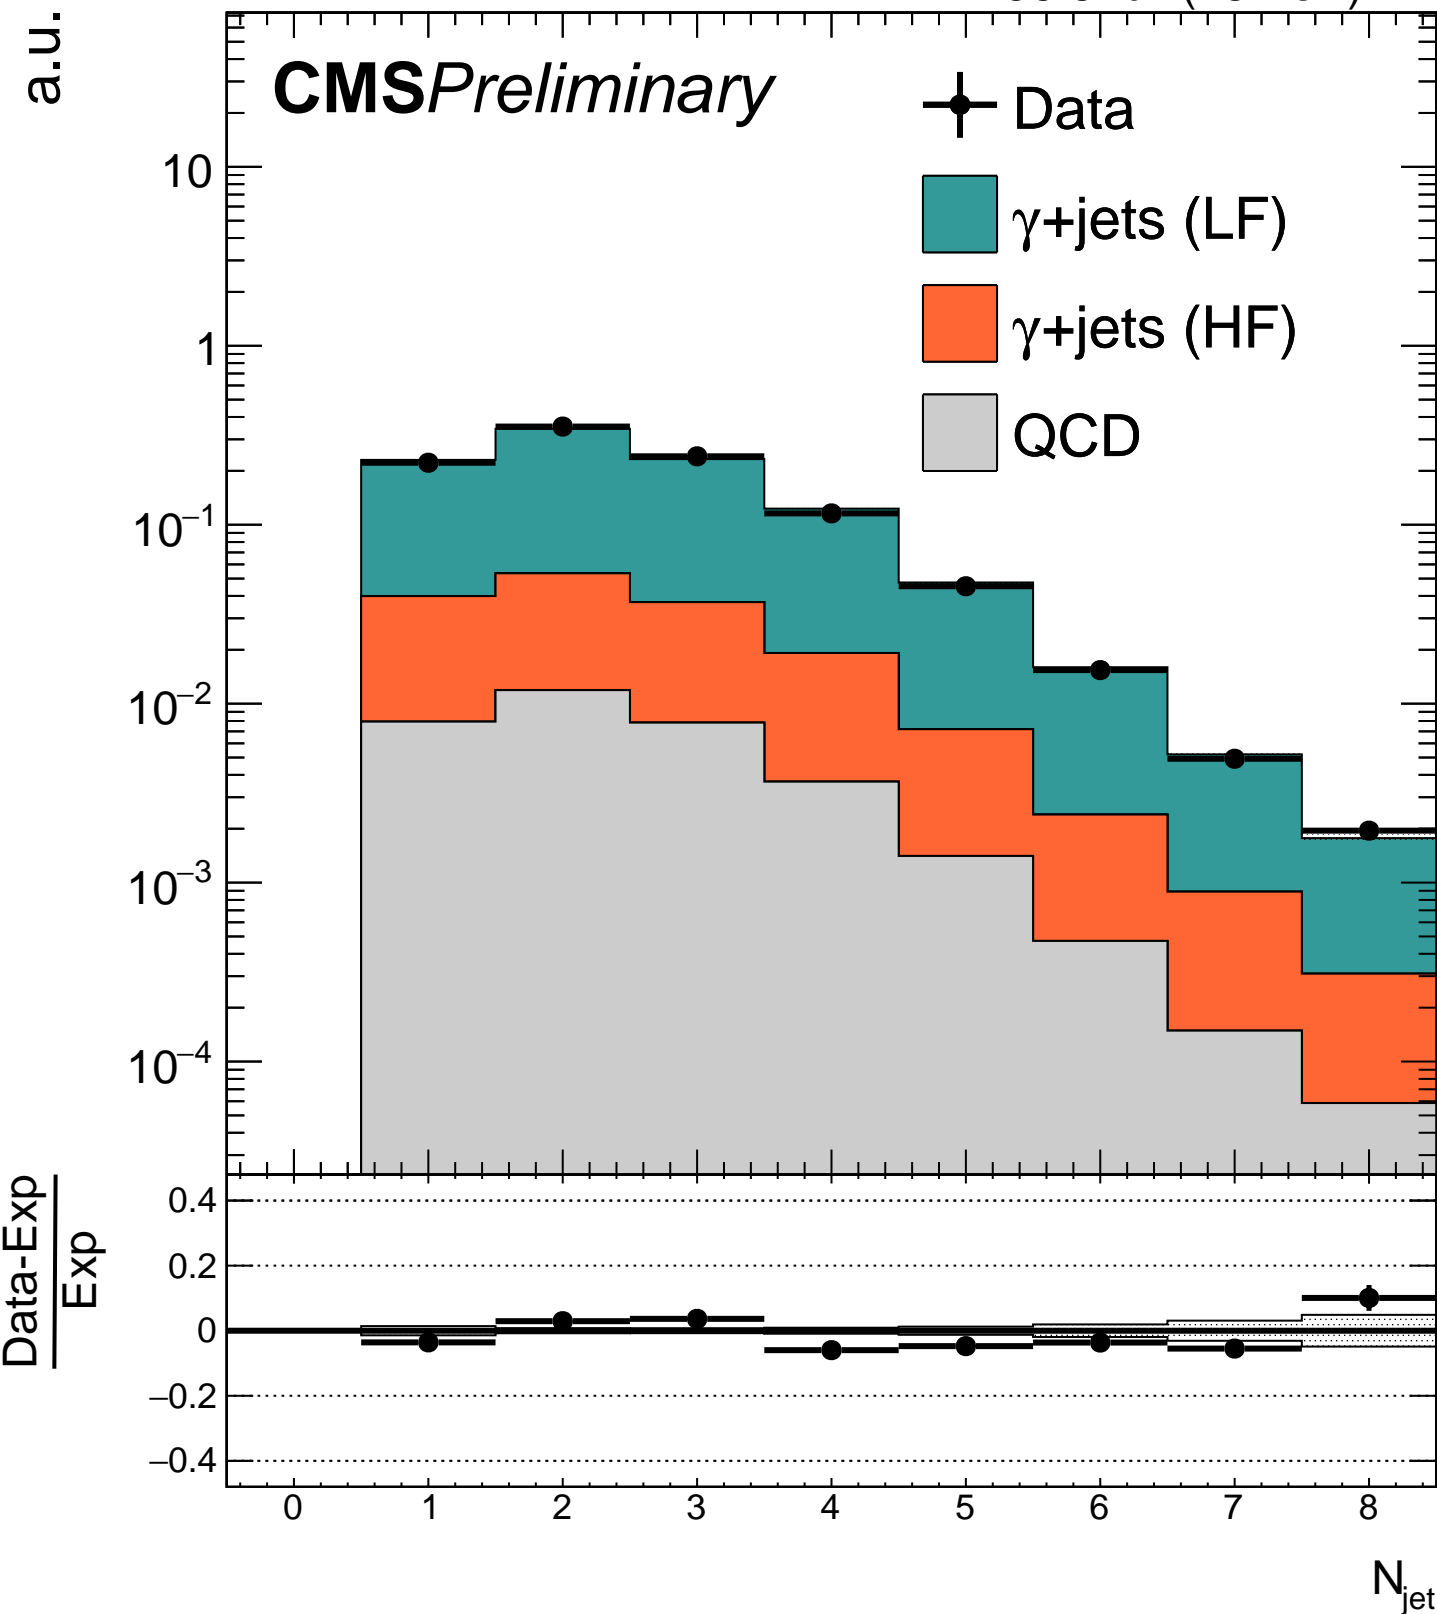 a.u.
CMS Preliminary
Data
γ+jets (LF)
γ+jets (HF)
QCD
10
1
10⁻¹
10⁻²
10⁻³
10⁻⁴
Data-Exp
Exp
0.4
0.2
0
−0.2
−0.4
0 1 2 3 4 5 6 7 8
N_jet